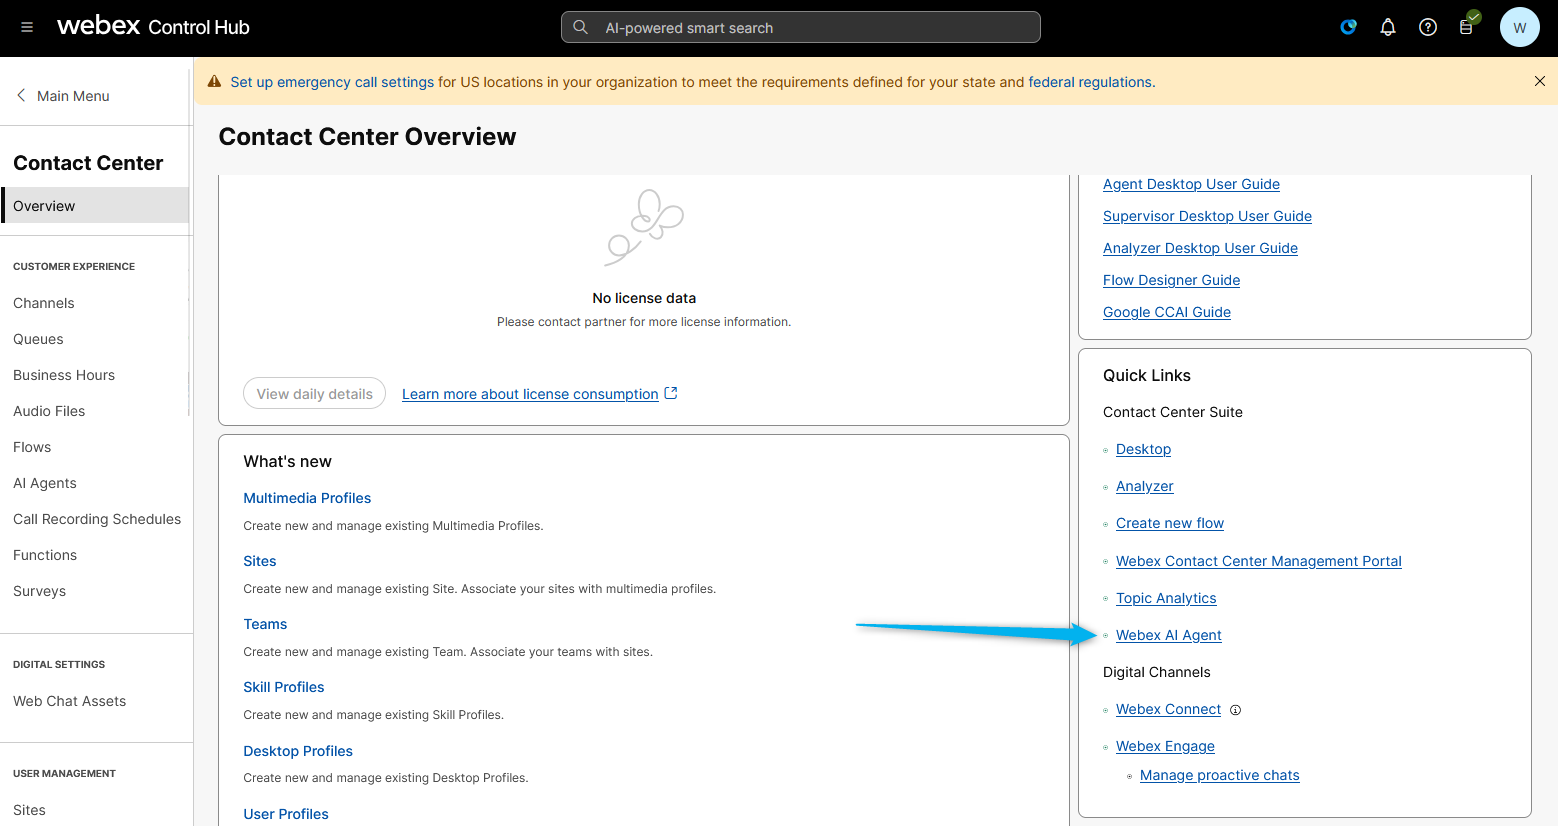 webex Control Hub
AI-powered smart search
W
Set up emergency call settings for US locations in your organization to meet the requirements defined for your state and federal regulations.
Main Menu
Contact Center
Overview
CUSTOMER EXPERIENCE
Channels
Queues
Business Hours
Audio Files
Flows
AI Agents
Call Recording Schedules
Functions
Surveys
DIGITAL SETTINGS
Web Chat Assets
USER MANAGEMENT
Sites
Contact Center Overview
No license data
Please contact partner for more license information.
View daily details
Learn more about license consumption
What's new
Multimedia Profiles
Create new and manage existing Multimedia Profiles.
Sites
Create new and manage existing Site. Associate your sites with multimedia profiles.
Teams
Create new and manage existing Team. Associate your teams with sites.
Skill Profiles
Create new and manage existing Skill Profiles.
Desktop Profiles
Create new and manage existing Desktop Profiles.
User Profiles
Agent Desktop User Guide
Supervisor Desktop User Guide
Analyzer Desktop User Guide
Flow Designer Guide
Google CCAI Guide
Quick Links
Contact Center Suite
Desktop
Analyzer
Create new flow
Webex Contact Center Management Portal
Topic Analytics
Webex AI Agent
Digital Channels
Webex Connect
Webex Engage
Manage proactive chats